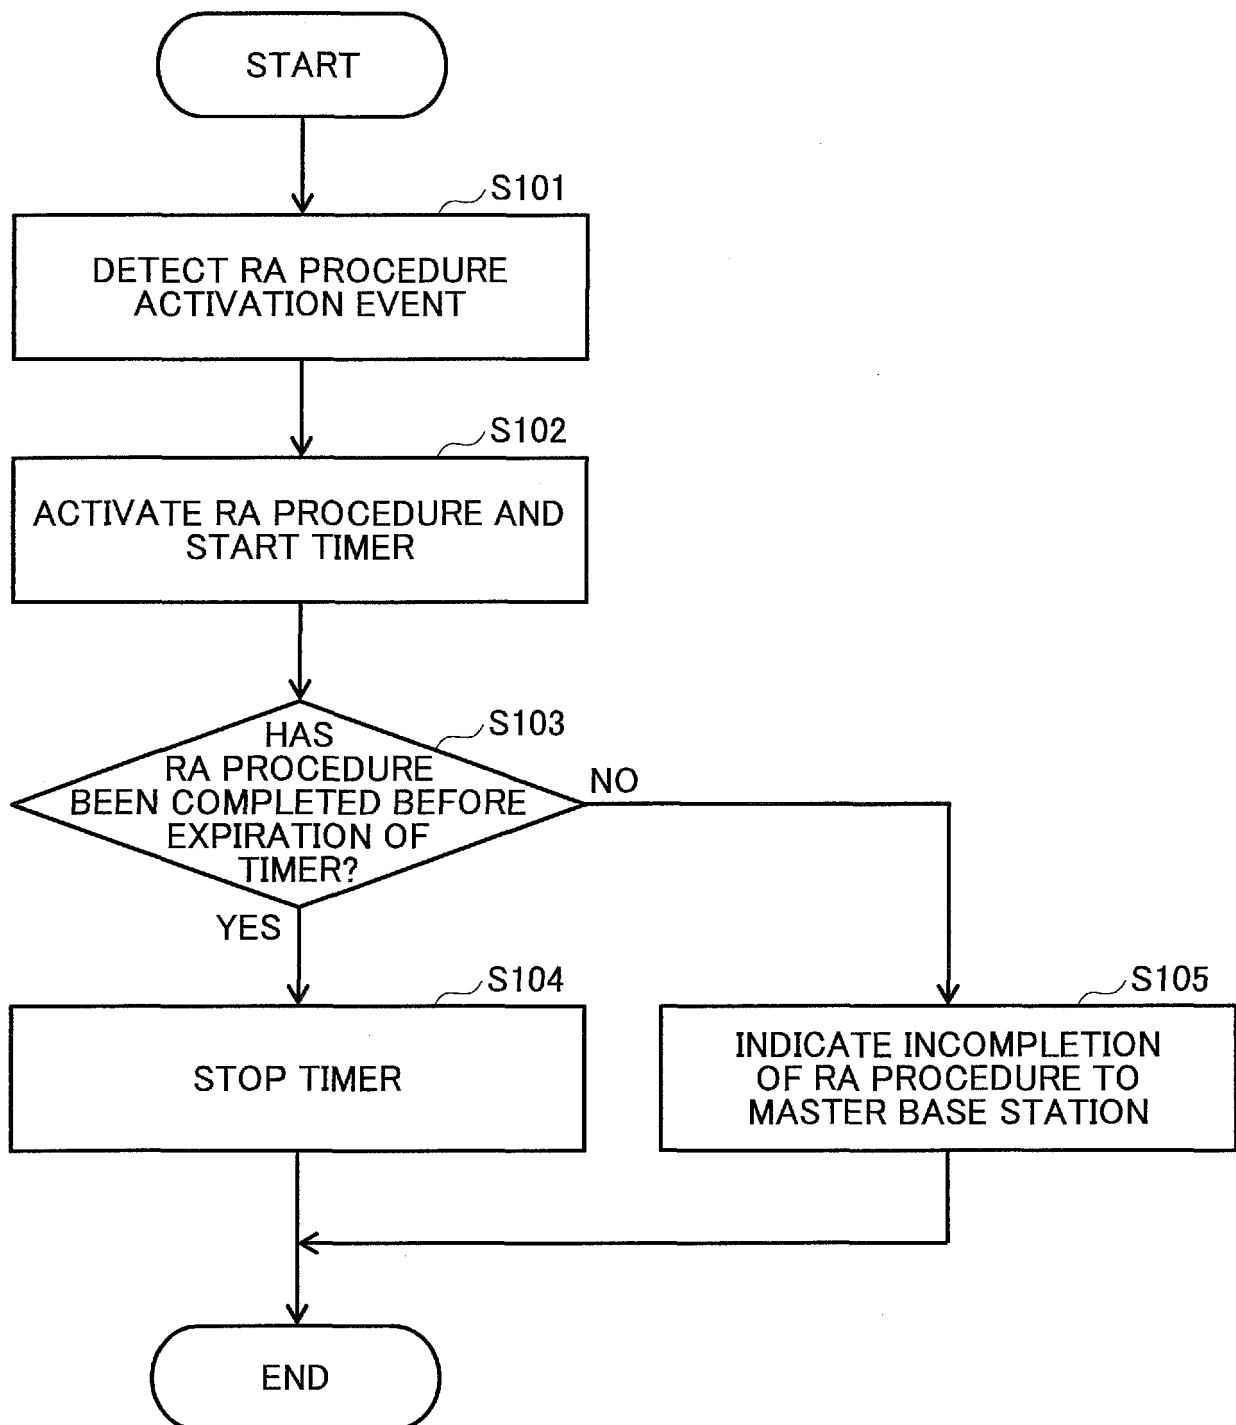 START
S101
DETECT RA PROCEDURE
ACTIVATION EVENT
S102
ACTIVATE RA PROCEDURE AND
START TIMER
S103
HAS
RA PROCEDURE
BEEN COMPLETED BEFORE
EXPIRATION OF
TIMER?
NO
YES
S104
STOP TIMER
S105
INDICATE INCOMPLETION
OF RA PROCEDURE TO
MASTER BASE STATION
END